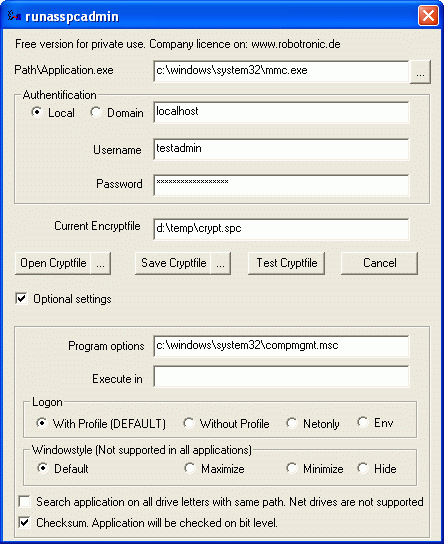 runasspcadmin
Free version for private use. Company licence on: www.robotronic.de
Path\Application.exe c:\windows\system32\mmc.exe ...
Authentification
Local Domain localhost
Username testadmin
Password ******************
Current Encryptfile d:\temp\crypt.spc
Open Cryptfile ... Save Cryptfile ... Test Cryptfile Cancel
Optional settings
Program options c:\windows\system32\compmgmt.msc
Execute in
Logon
With Profile (DEFAULT) Without Profile Netonly Env
Windowstyle (Not supported in all applications)
Default Maximize Minimize Hide
Search application on all drive letters with same path. Net drives are not supported
Checksum. Application will be checked on bit level.